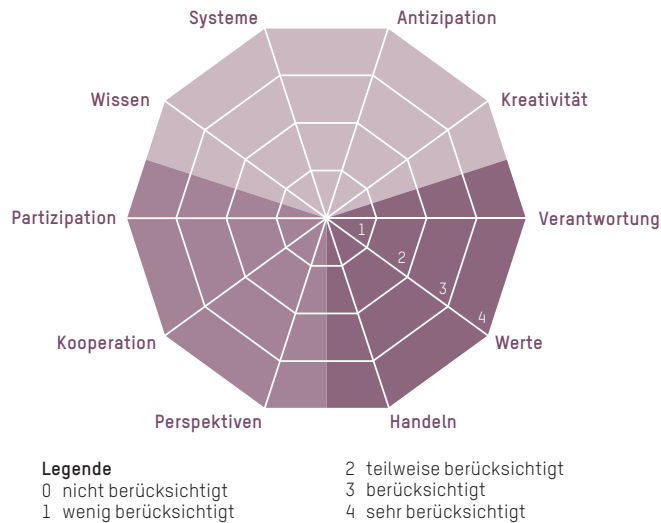 Systeme
Antizipation
Wissen
Kreativität
Partizipation
Verantwortung
1
2
3
4
Kooperation
Werte
Perspektiven
Handeln
Legende
0 nicht berücksichtigt
1 wenig berücksichtigt
2 teilweise berücksichtigt
3 berücksichtigt
4 sehr berücksichtigt